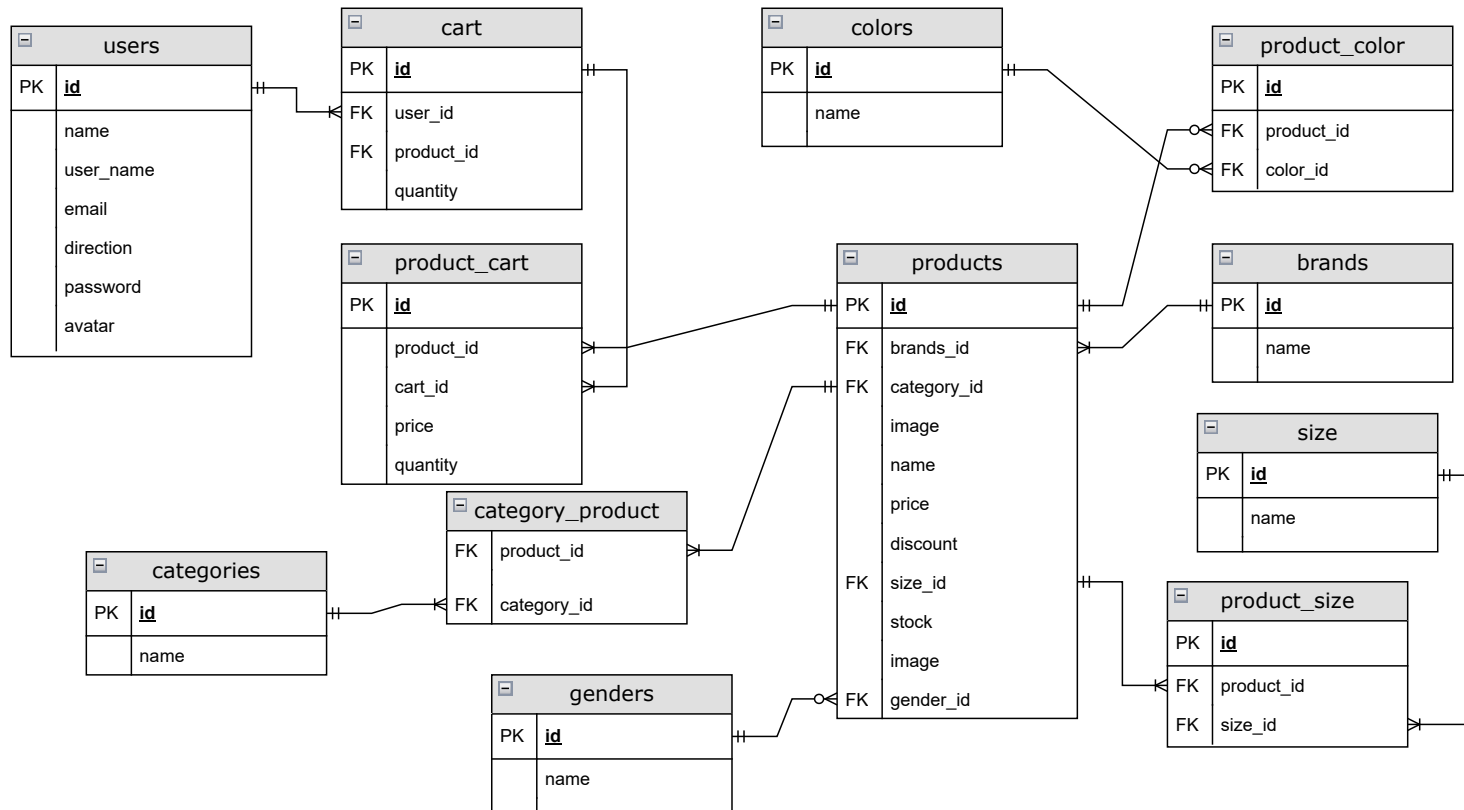 users
PK id
name
user_name
email
direction
password
avatar
cart
PK id
FK user_id
FK product_id
quantity
product_cart
PK id
product_id
cart_id
price
quantity
category_product
FK product_id
FK category_id
categories
PK id
name
genders
PK id
name
colors
PK id
name
products
PK id
FK brands_id
FK category_id
image
name
price
discount
FK size_id
stock
image
FK gender_id
product_color
PK id
FK product_id
FK color_id
brands
PK id
name
size
PK id
name
product_size
PK id
FK product_id
FK size_id